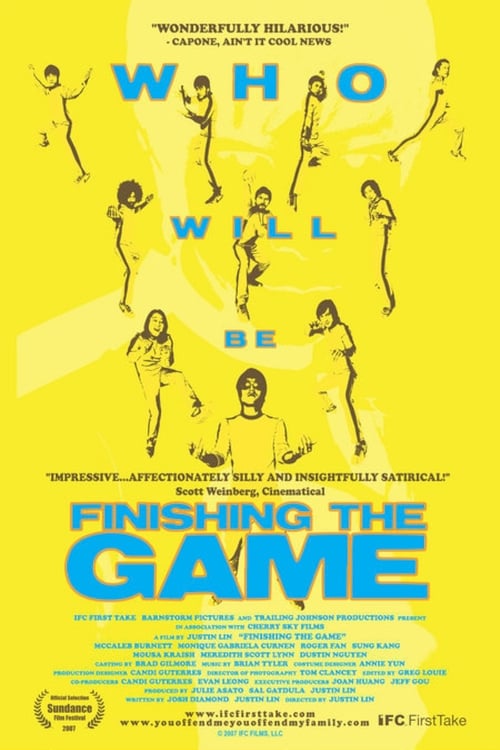 "WONDERFULLY HILARIOUS!"
- CAPONE, AIN'T IT COOL NEWS
WHO
WILL
BE
"IMPRESSIVE...AFFECTIONATELY SILLY AND INSIGHTFULLY SATIRICAL!"
Scott Weinberg, Cinematical
FINISHING THE
GAME
IFC FIRST TAKE BARNSTORM PICTURES AND TRAILING JOHNSON PRODUCTIONS PRESENT
IN ASSOCIATION WITH CHERRY SKY FILMS
A FILM BY JUSTIN LIN "FINISHING THE GAME"
MCCALEB BURNETT MONIQUE GABRIELA CURNEN ROGER FAN SUNG KANG
MOUSA KRAISH MEREDITH SCOTT LYNN DUSTIN NGUYEN
CASTING BY BRAD GILMORE MUSIC BY BRIAN TYLER COSTUME DESIGNER ANNIE YUN
PRODUCTION DESIGNER CANDI GUTERRES DIRECTOR OF PHOTOGRAPHY TOM CLANCEY EDITED BY GREG LOUIE
CO-PRODUCERS CANDI GUTERRES EVAN LEONG EXECUTIVE PRODUCERS JOAN HUANG JEFF GOU
PRODUCED BY JULIE ASATO SAL GATDULA JUSTIN LIN
WRITTEN BY JOSH DIAMOND JUSTIN LIN DIRECTED BY JUSTIN LIN
Official Selection
Sundance
Film Festival
2007
www.ifcfirsttake.com
www.youoffendmeyouoffendmyfamily.com
© 2007 IFC FILMS, LLC
IFC FirstTake